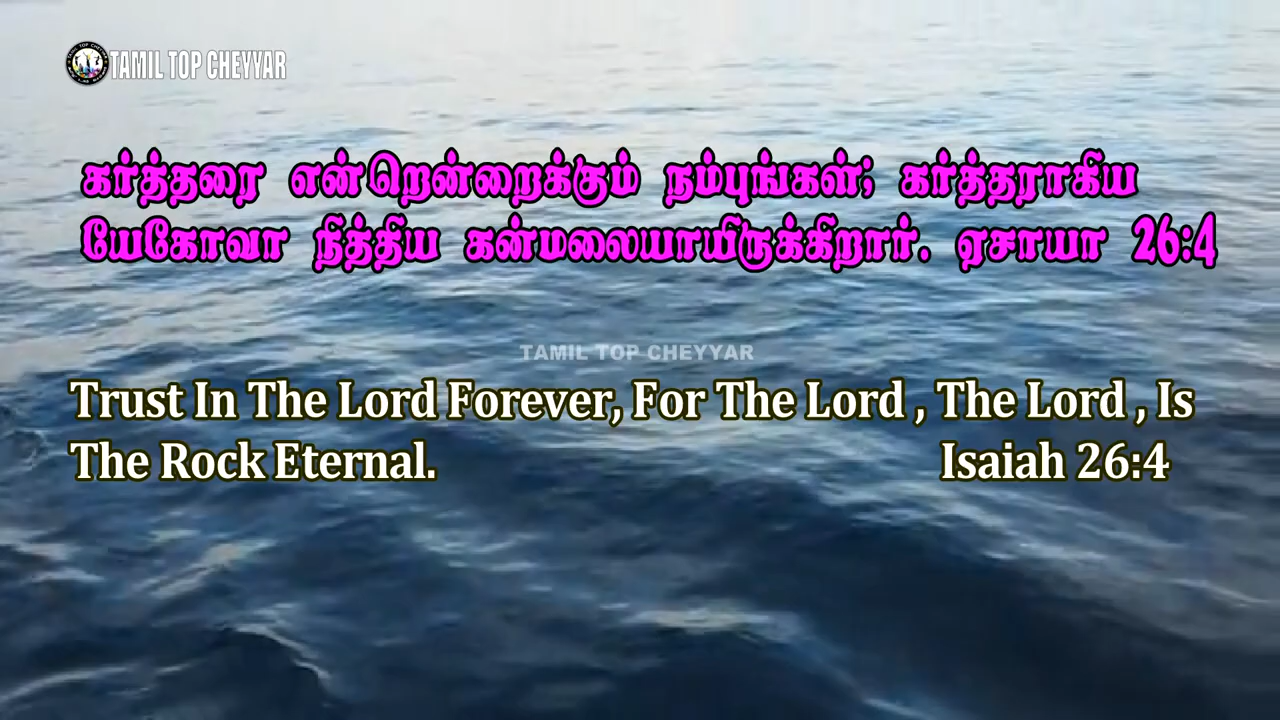 TAMIL TOP CHEYYAR
கர்த்தரை என்றென்றைக்கும் நம்புங்கள்; கர்த்தராகிய
யேகோவா நித்திய கன்மலையாயிருக்கிறார். ஏசாயா 26:4
TAMIL TOP CHEYYAR
Trust In The Lord Forever, For The Lord , The Lord , Is
The Rock Eternal. Isaiah 26:4